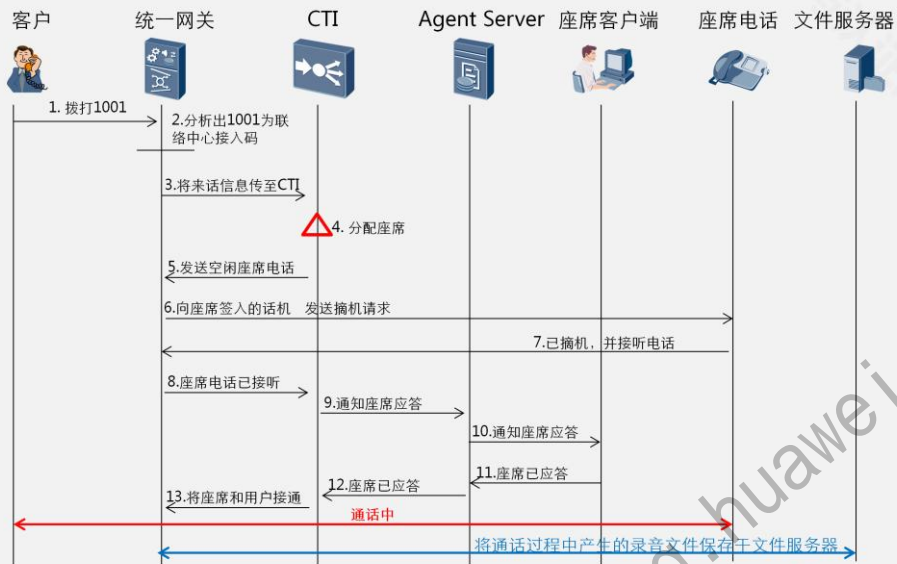 客户 统一网关 CTI Agent Server 座席客户端 座席电话 文件服务器
1. 拨打1001
2.分析出1001为联
络中心接入码
3.将来话信息传至CTI
4. 分配座席
5.发送空闲座席电话
6.向座席签入的话机 发送摘机请求
7.已摘机，并接听电话
8.座席电话已接听
9.通知座席应答
10.通知座席应答
11.座席已应答
12.座席已应答
13.将座席和用户接通
通话中
将通话过程中产生的录音文件保存于文件服务器
huawei